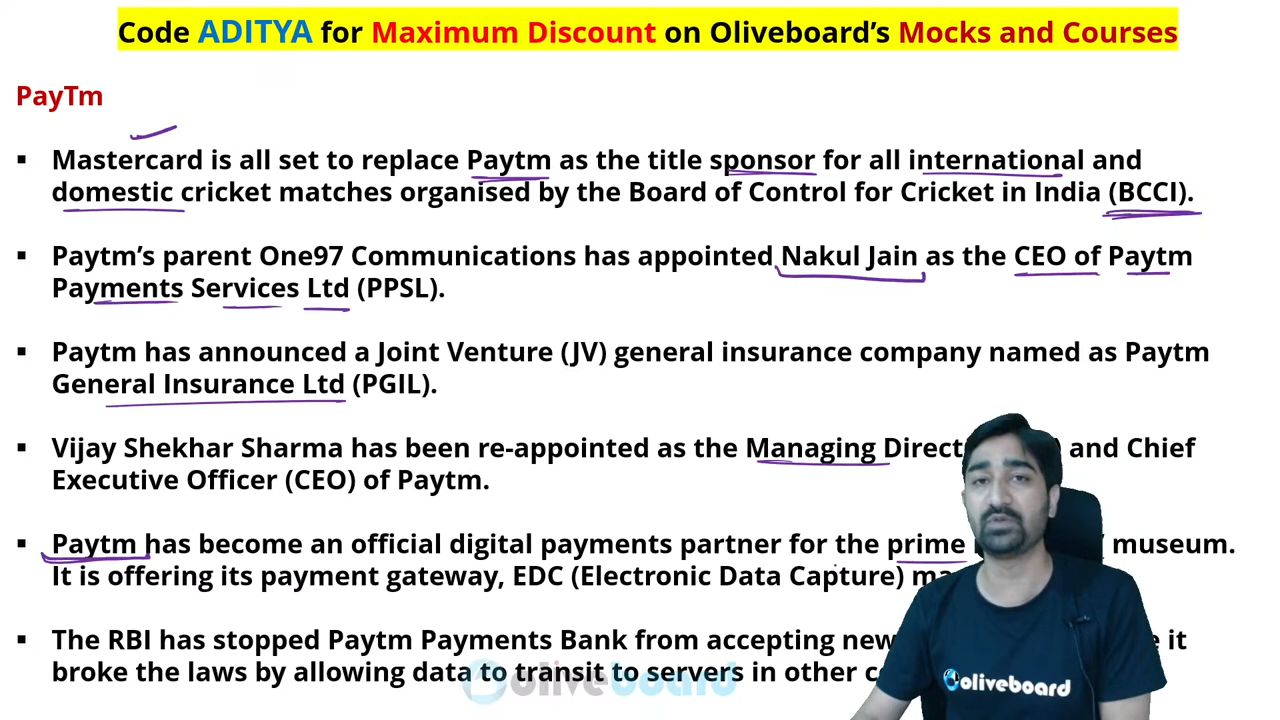 Code ADITYA for Maximum Discount on Oliveboard’s Mocks and Courses
PayTm
▪ Mastercard is all set to replace Paytm as the title sponsor for all international and
domestic cricket matches organised by the Board of Control for Cricket in India (BCCI).
▪ Paytm’s parent One97 Communications has appointed Nakul Jain as the CEO of Paytm
Payments Services Ltd (PPSL).
▪ Paytm has announced a Joint Venture (JV) general insurance company named as Paytm
General Insurance Ltd (PGIL).
▪ Vijay Shekhar Sharma has been re-appointed as the Managing and Chief
Executive Officer (CEO) of Paytm.
▪ Paytm has become an official digital payments partner for the prime museum.
It is offering its payment gateway, EDC (Electronic Data Capture)
▪ The RBI has stopped Paytm Payments Bank from accepting new it
broke the laws by allowing data to transit to servers in other
oliveboard
oliveboard